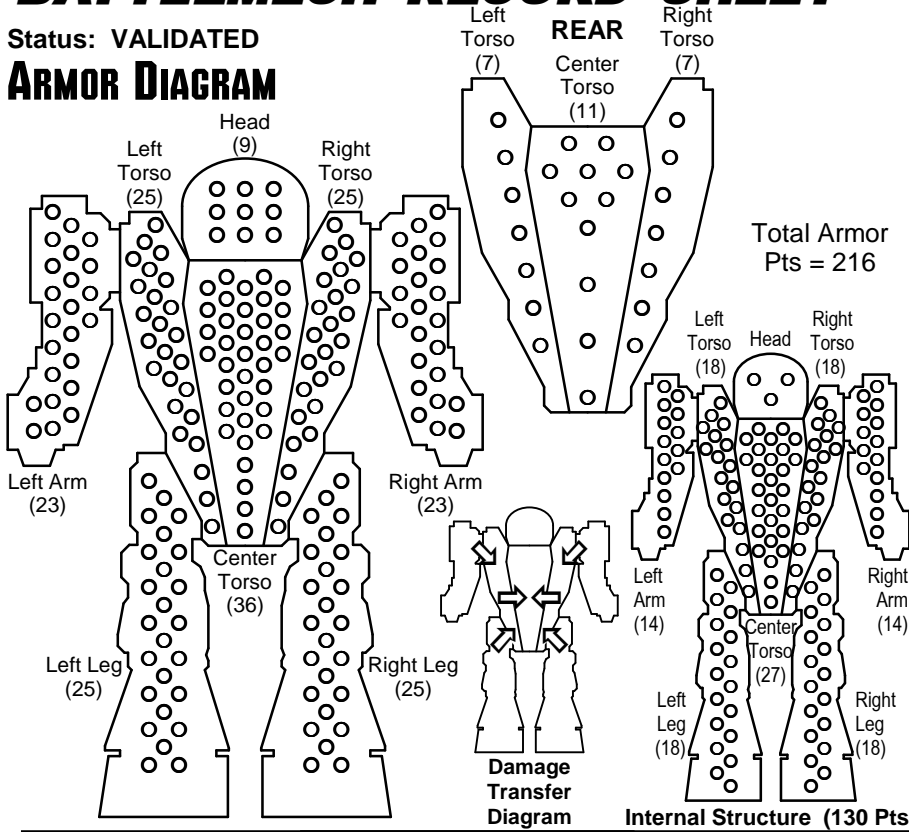 BATTLEMECH RECORD SHEET
Status: VALIDATED
ARMOR DIAGRAM
Head
(9)
Left
Torso
(25)
Right
Torso
(25)
Left Arm
(23)
Right Arm
(23)
Center
Torso
(36)
Left Leg
(25)
Right Leg
(25)
REAR
Left
Torso
(7)
Center
Torso
(11)
Right
Torso
(7)
Total Armor
Pts = 216
Damage
Transfer
Diagram
Left
Torso
(18)
Head
Right
Torso
(18)
Left
Arm
(14)
Right
Arm
(14)
Center
Torso
(27)
Left
Leg
(18)
Right
Leg
(18)
Internal Structure (130 Pts